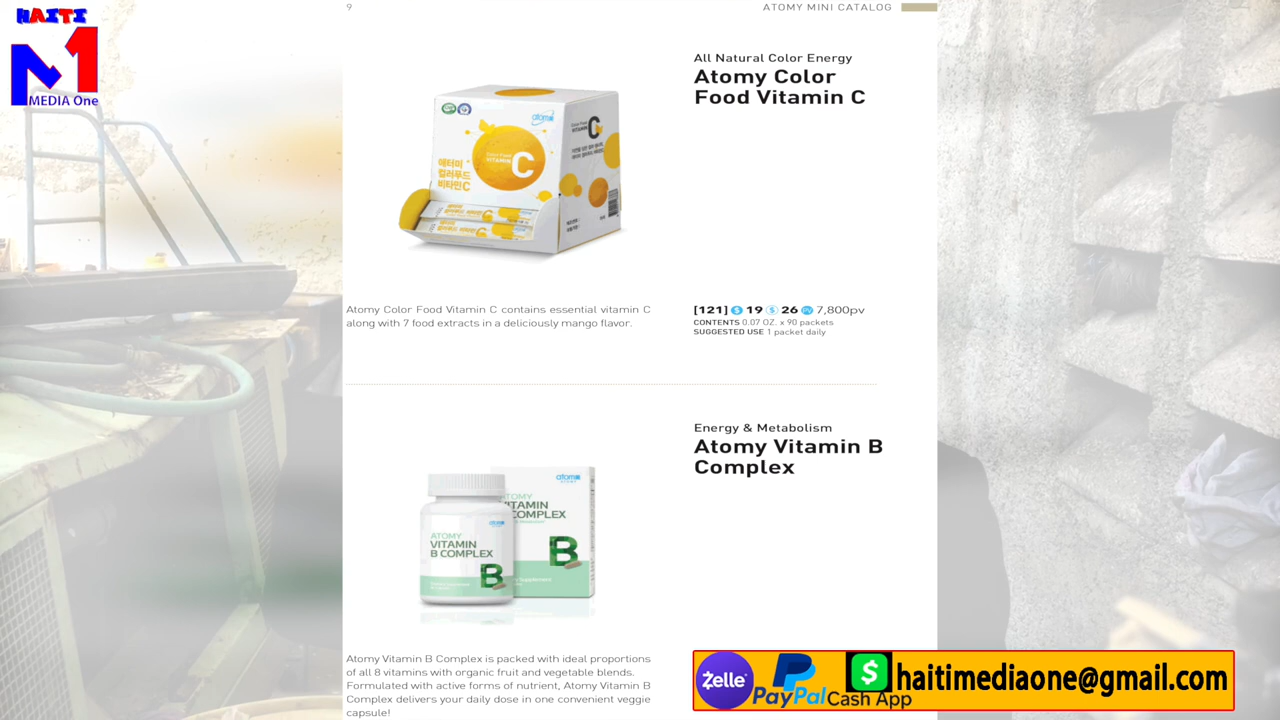 HAITI
M1
MEDIA One
9
ATOMY MINI CATALOG
All Natural Color Energy
Atomy Color
Food Vitamin C
atomy
Color Food
VITAMIN
C
애터미
컬러푸드
비타민C
[121] $ 19 $ 26 PV 7,800pv
CONTENTS 0.07 OZ. x 90 packets
SUGGESTED USE 1 packet daily
Atomy Color Food Vitamin C contains essential vitamin C
along with 7 food extracts in a deliciously mango flavor.
Energy & Metabolism
Atomy Vitamin B
Complex
ATOMY
VITAMIN
B COMPLEX
B
Atomy Vitamin B Complex is packed with ideal proportions
of all 8 vitamins with organic fruit and vegetable blends.
Formulated with active forms of nutrient, Atomy Vitamin B
Complex delivers your daily dose in one convenient veggie
capsule!
Zelle
PayPal
$
Cash App
haitimediaone@gmail.com